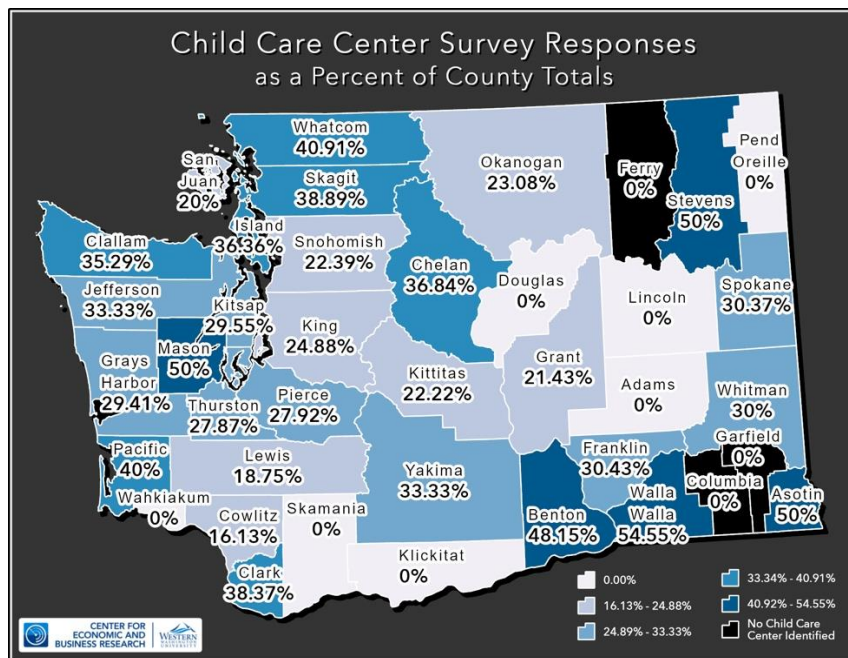 Child Care Center Survey Responses
as a Percent of County Totals
Whatcom
40.91%
San
Juan
20%
Skagit
38.89%
Island
36.36%
Okanogan
23.08%
Ferry
0%
Stevens
50%
Pend
Oreille
0%
Clallam
35.29%
Snohomish
22.39%
Chelan
36.84%
Douglas
0%
Lincoln
0%
Spokane
30.37%
Jefferson
33.33%
Kitsap
29.55%
King
24.88%
Mason
50%
Grays
Harbor
29.41%
Kittitas
22.22%
Grant
21.43%
Adams
0%
Whitman
30%
Thurston
27.87%
Pierce
27.92%
Pacific
40%
Lewis
18.75%
Yakima
33.33%
Franklin
30.43%
Garfield
0%
Columbia
0%
Asotin
50%
Wahkiakum
0%
Cowlitz
16.13%
Skamania
0%
Benton
48.15%
Walla
Walla
54.55%
Klickitat
0%
Clark
38.37%
0.00%
16.13% - 24.88%
24.89% - 33.33%
33.34% - 40.91%
40.92% - 54.55%
No Child Care
Center Identified
CENTER FOR
ECONOMIC AND
BUSINESS RESEARCH
WESTERN
WASHINGTON
UNIVERSITY